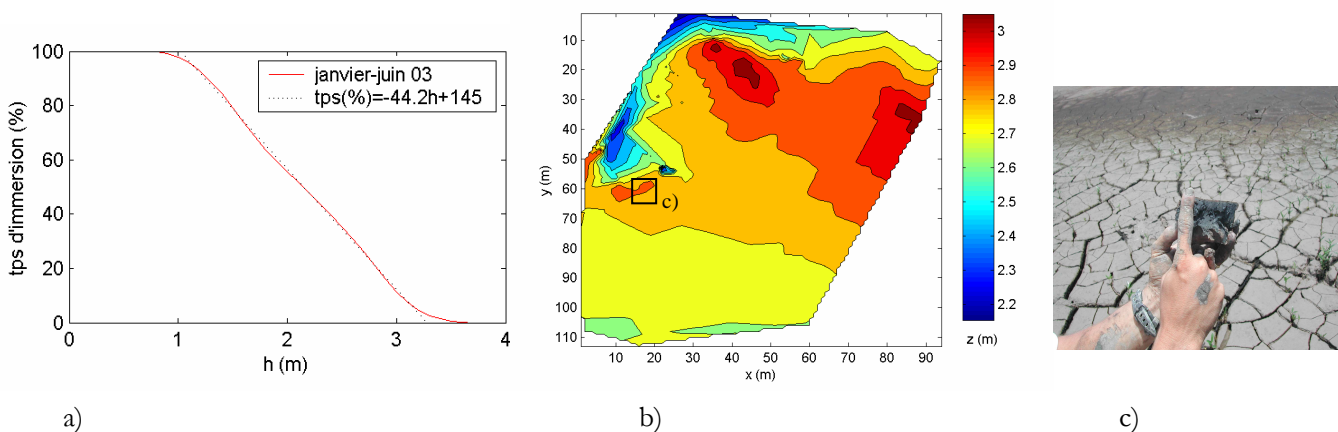 100
80
60
40
20
0
tps d'immersion (%)
janvier-juin 03
tps(%)=-44.2h+145
0 1 2 3 4
h (m)
a)
10
20
30
40
50
60
70
80
90
100
110
y (m)
c)
10 20 30 40 50 60 70 80 90
x (m)
3
2.9
2.8
2.7
2.6
2.5
2.4
2.3
2.2
z (m)
b)
c)